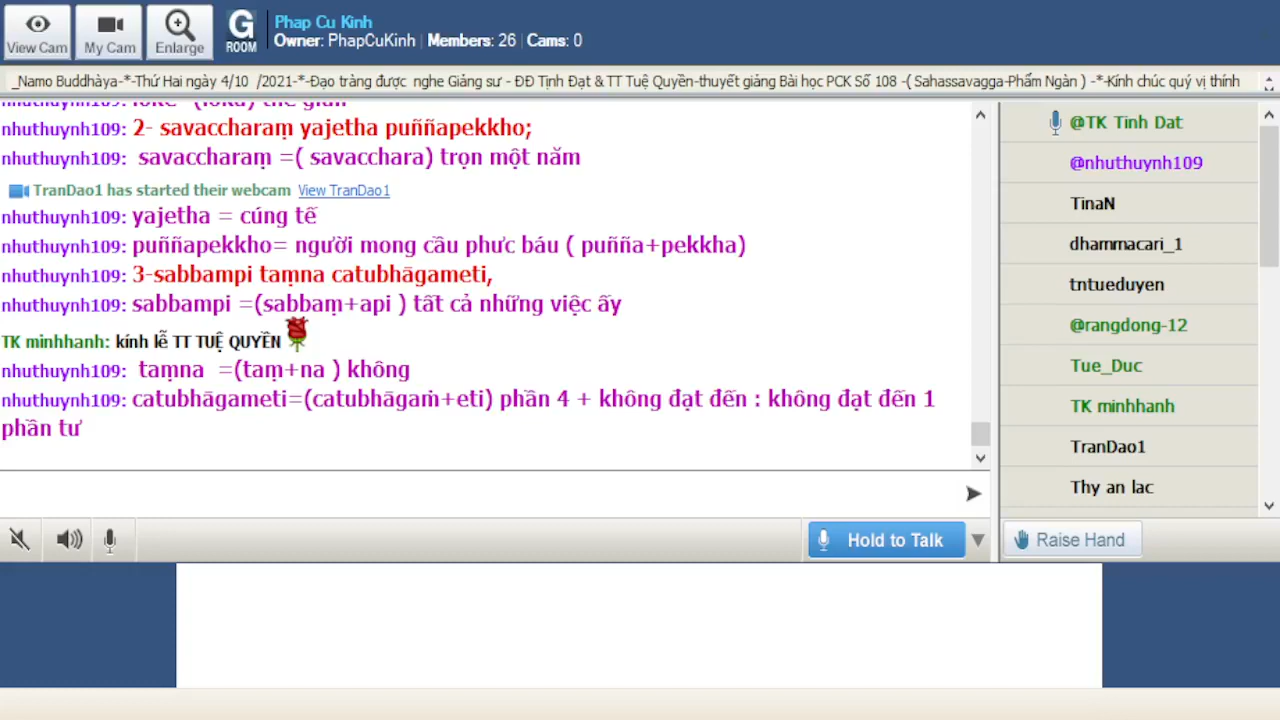 View Cam
My Cam
Enlarge
G
ROOM
Phap Cu Kinh
Owner: PhapCuKinh | Members: 26 | Cams: 0
_Namo Buddhàya-*-Thứ Hai ngày 4/10 /2021-*-Đạo tràng được nghe Giảng sư - ĐĐ Tịnh Đạt & TT Tuệ Quyền-thuyết giảng Bài học PCK Số 108 -( Sahassavagga-Phẩm Ngàn ) -*-Kính chúc quý vị thính
nhuthuynh109: 2- savaccharaṃ yajetha puññapekkho;
nhuthuynh109: savaccharaṃ =( savacchara) trọn một năm
TranDao1 has started their webcam View TranDao1
nhuthuynh109: yajetha = cúng tế
nhuthuynh109: puññapekkho= người mong cầu phưc báu ( puñña+pekkha)
nhuthuynh109: 3-sabbampi taṃna catubhāgameti,
nhuthuynh109: sabbampi =(sabbaṃ+api ) tất cả những việc ấy
TK minhhanh: kính lễ TT TUỆ QUYỀN
nhuthuynh109: taṃna =(taṃ+na ) không
nhuthuynh109: catubhāgameti=(catubhāgaṁ+eti) phần 4 + không đạt đến : không đạt đến 1
phần tư
@TK Tinh Dat
@nhuthuynh109
TinaN
dhammacari_1
tntueduyen
@rangdong-12
Tue_Duc
TK minhhanh
TranDao1
Thy an lac
Hold to Talk
Raise Hand